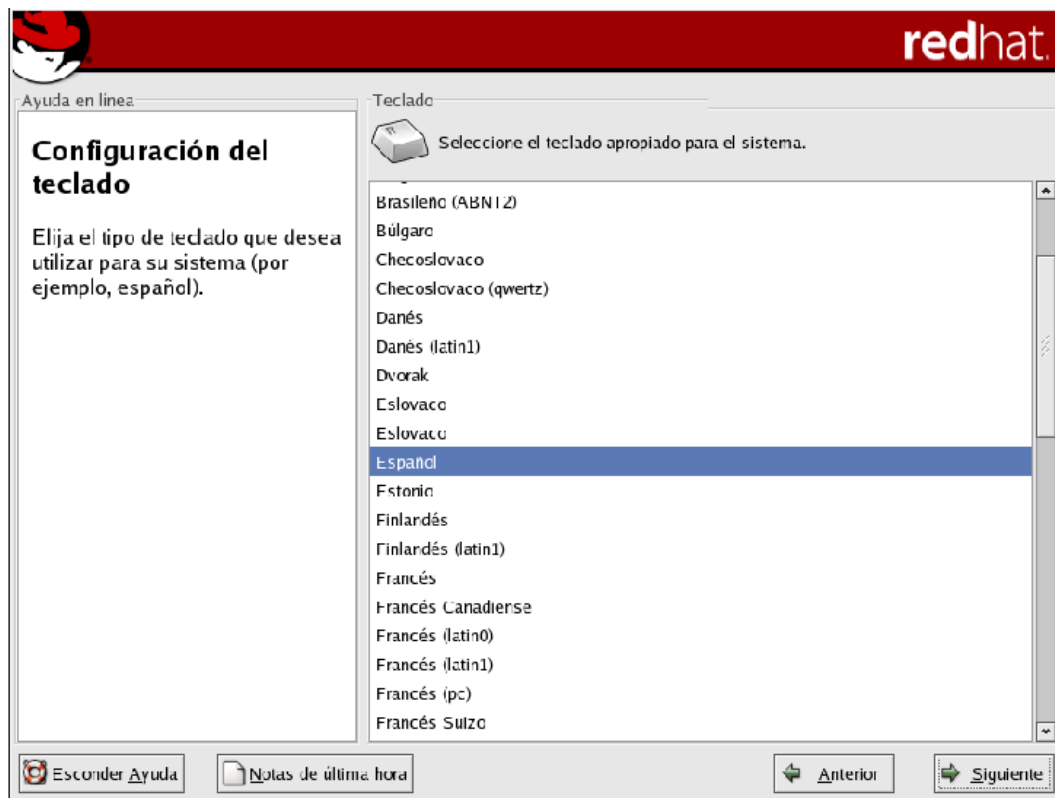 redhat.
Ayuda en línea
Configuración del
teclado
Elija el tipo de teclado que desea
utilizar para su sistema (por
ejemplo, español).
Teclado
Seleccione el teclado apropiado para el sistema.
Brasileño (ABNT2)
Búlgaro
Checoslovaco
Checoslovaco (qwertz)
Danés
Danés (latin1)
Dvorak
Eslovaco
Eslovaco
Español
Estonio
Finlandés
Finlandés (latin1)
Francés
Francés Canadiense
Francés (latin0)
Francés (latin1)
Francés (pc)
Francés Suizo
Esconder Ayuda
Notas de última hora
Anterior
Siguiente